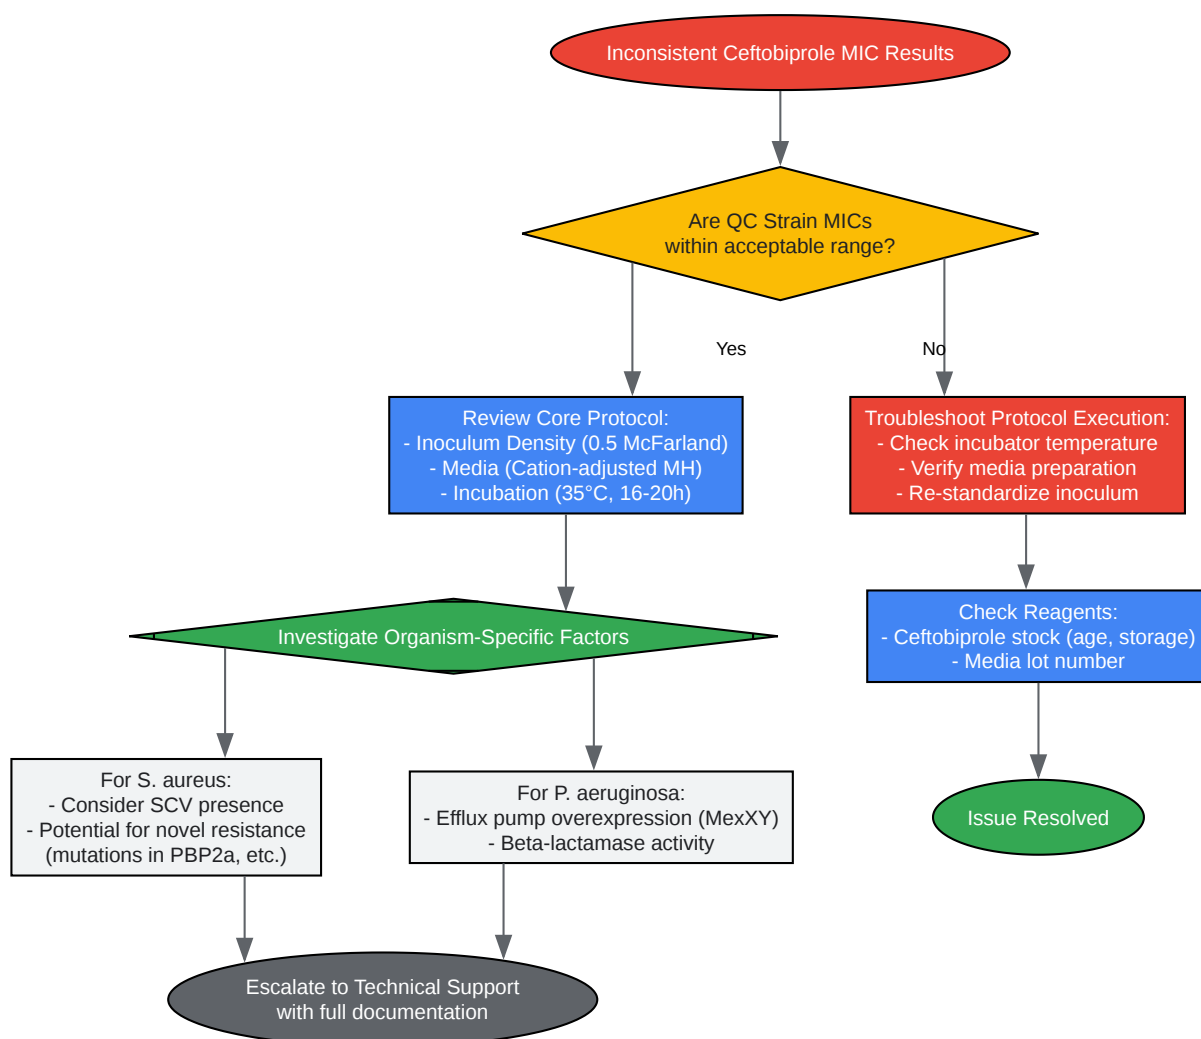 Inconsistent Ceftobiprole MIC Results
Are QC Strain MICs
within acceptable range?
Yes
No
Review Core Protocol:
- Inoculum Density (0.5 McFarland)
- Media (Cation-adjusted MH)
- Incubation (35°C, 16-20h)
Troubleshoot Protocol Execution:
- Check incubator temperature
- Verify media preparation
- Re-standardize inoculum
Investigate Organism-Specific Factors
Check Reagents:
- Ceftobiprole stock (age, storage)
- Media lot number
For S. aureus:
- Consider SCV presence
- Potential for novel resistance
(mutations in PBP2a, etc.)
For P. aeruginosa:
- Efflux pump overexpression (MexXY)
- Beta-lactamase activity
Issue Resolved
Escalate to Technical Support
with full documentation